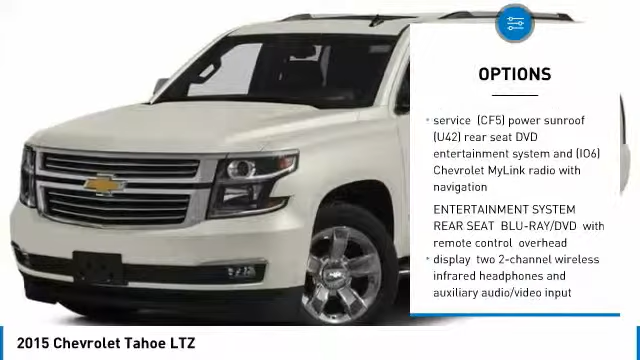 OPTIONS
service (CF5) power sunroof
(U42) rear seat DVD
entertainment system and (IO6)
Chevrolet MyLink radio with
navigation
ENTERTAINMENT SYSTEM
REAR SEAT BLU-RAY/DVD with
remote control overhead
display two 2-channel wireless
infrared headphones and
auxiliary audio/video input
2015 Chevrolet Tahoe LTZ